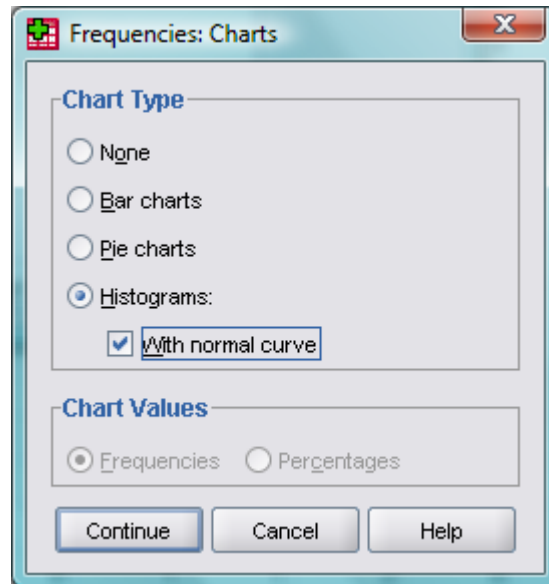 Frequencies: Charts
Chart Type
None
Bar charts
Pie charts
Histograms:
With normal curve
Chart Values
Frequencies Percentages
Continue Cancel Help